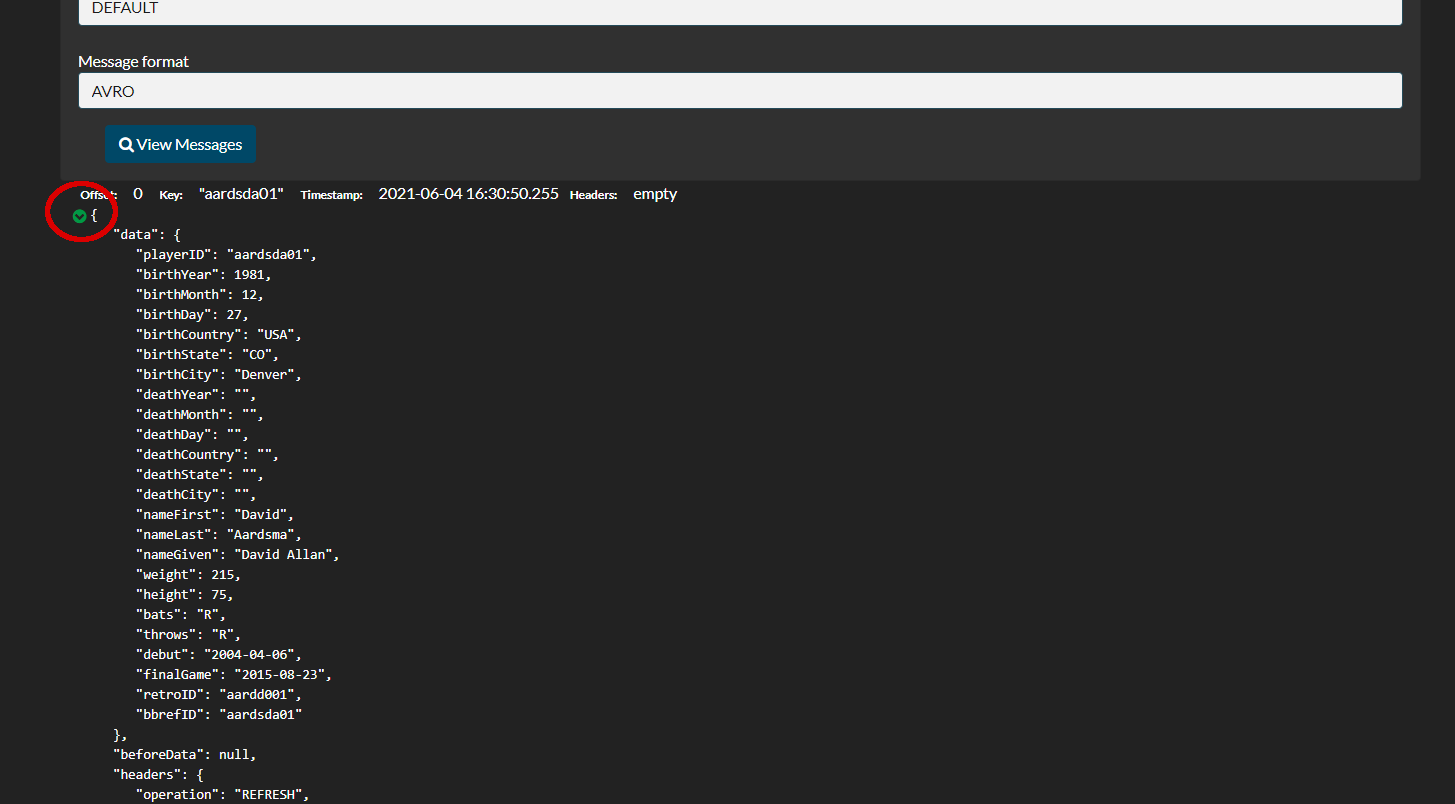 DEFAULT
Message format
AVRO
View Messages
Offset: 0 Key: "aardsda01" Timestamp: 2021-06-04 16:30:50.255 Headers: empty
{
"data": {
"playerID": "aardsda01",
"birthYear": 1981,
"birthMonth": 12,
"birthDay": 27,
"birthCountry": "USA",
"birthState": "CO",
"birthCity": "Denver",
"deathYear": "",
"deathMonth": "",
"deathDay": "",
"deathCountry": "",
"deathState": "",
"deathCity": "",
"nameFirst": "David",
"nameLast": "Aardsma",
"nameGiven": "David Allan",
"weight": 215,
"height": 75,
"bats": "R",
"throws": "R",
"debut": "2004-04-06",
"finalGame": "2015-08-23",
"retroID": "aardd001",
"bbrefID": "aardsda01"
},
"beforeData": null,
"headers": {
"operation": "REFRESH",